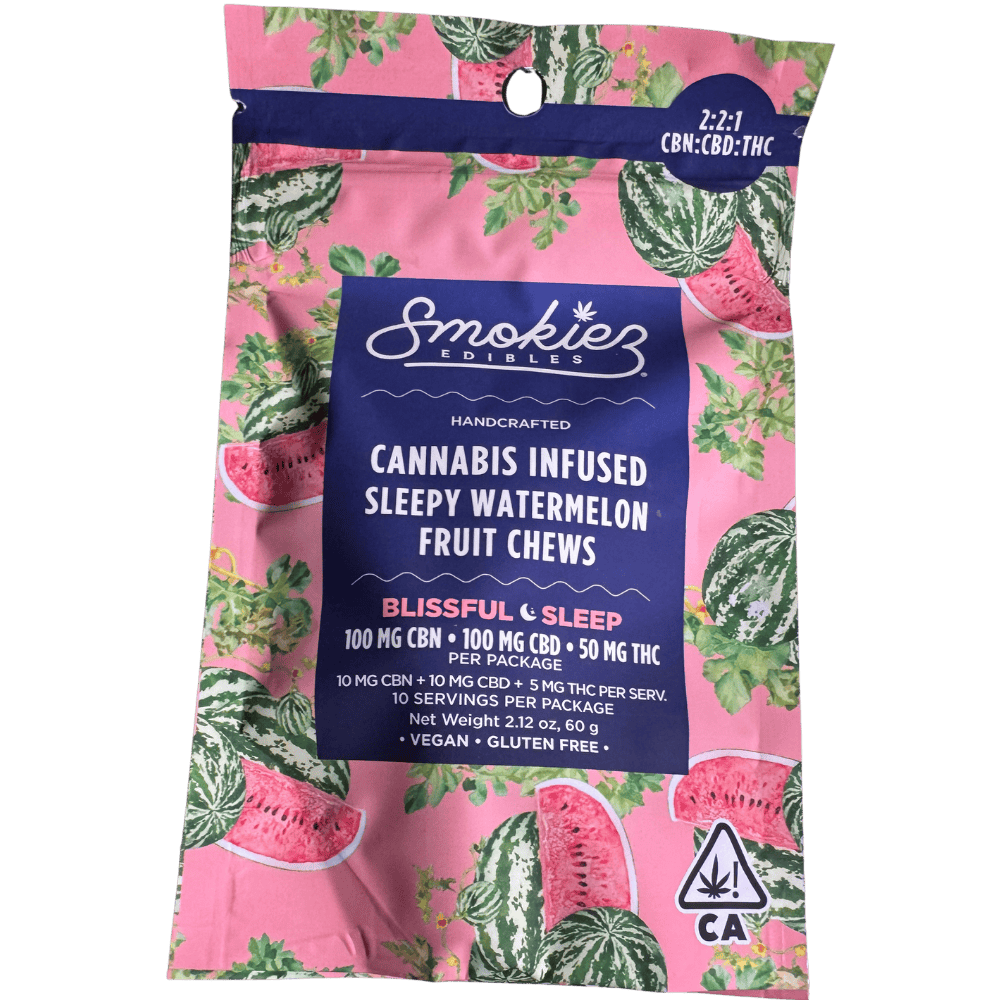 2:2:1
CBN:CBD:THC
Smokiez
EDIBLES
HANDCRAFTED
CANNABIS INFUSED
SLEEPY WATERMELON
FRUIT CHEWS
BLISSFUL SLEEP
100 MG CBN • 100 MG CBD • 50 MG THC
PER PACKAGE
10 MG CBN + 10 MG CBD + 5 MG THC PER SERV.
10 SERVINGS PER PACKAGE
Net Weight 2.12 oz, 60 g
• VEGAN • GLUTEN FREE •
!
CA